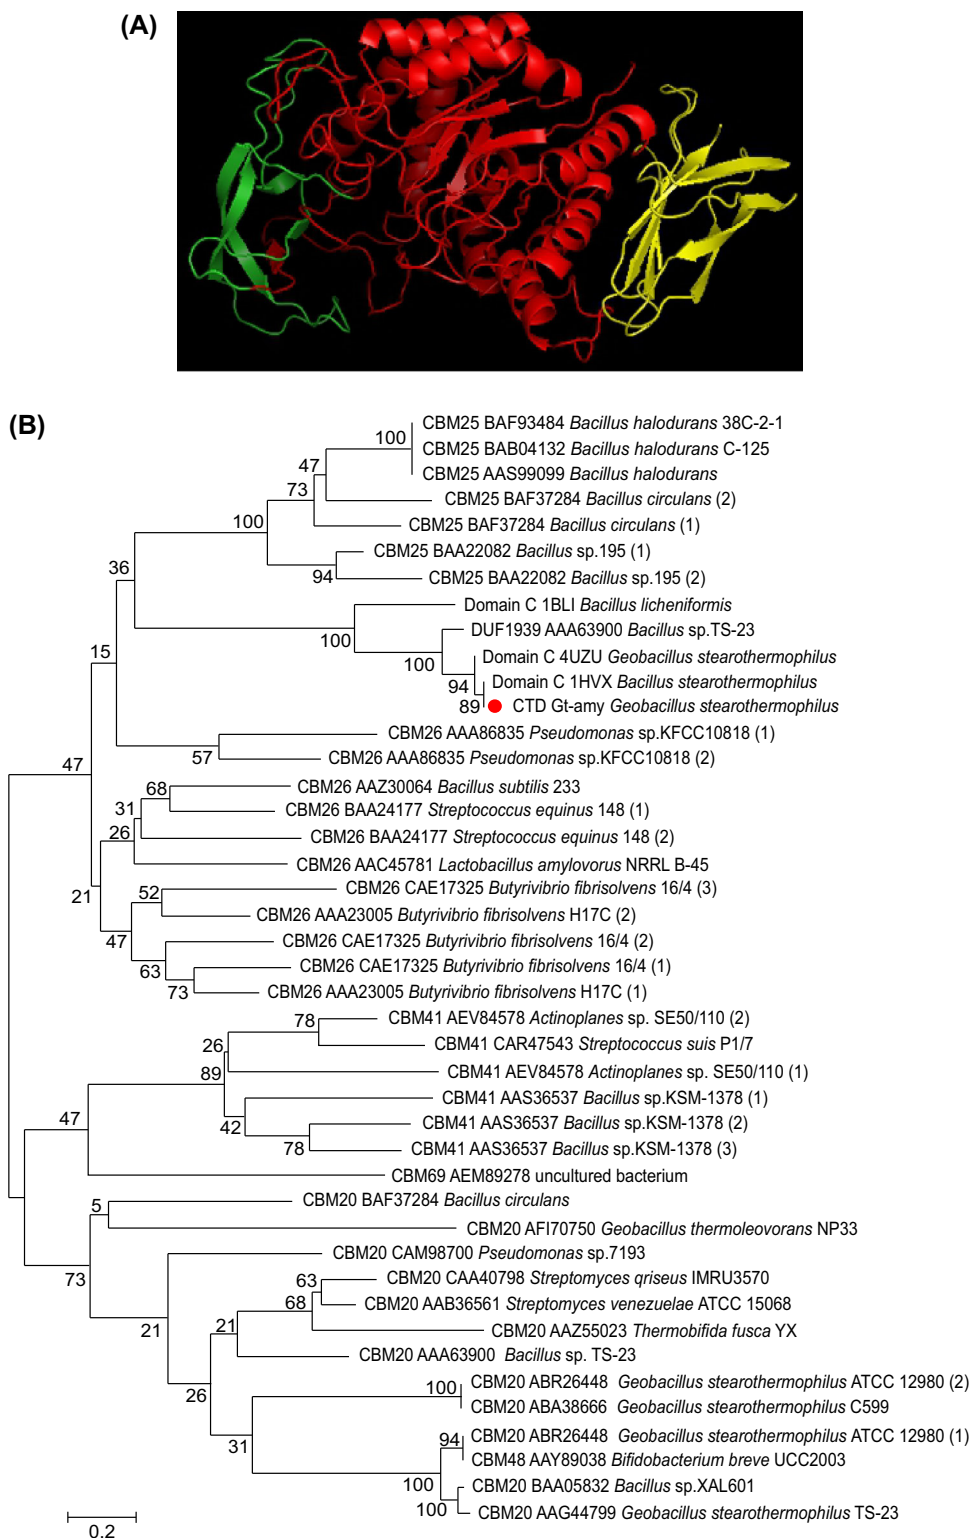 (A)
(B)
CBM25 BAF93484 Bacillus halodurans 38C-2-1
100
CBM25 BAB04132 Bacillus halodurans C-125
47
CBM25 AAS99099 Bacillus halodurans
73
CBM25 BAF37284 Bacillus circulans (2)
100
CBM25 BAF37284 Bacillus circulans (1)
CBM25 BAA22082 Bacillus sp.195 (1)
36
94
CBM25 BAA22082 Bacillus sp.195 (2)
Domain C 1BLI Bacillus licheniformis
100
DUF1939 AAA63900 Bacillus sp.TS-23
15
100
Domain C 4UZU Geobacillus stearothermophilus
94
Domain C 1HVX Bacillus stearothermophilus
89
CTD Gt-amy Geobacillus stearothermophilus
CBM26 AAA86835 Pseudomonas sp.KFCC10818 (1)
57
CBM26 AAA86835 Pseudomonas sp.KFCC10818 (2)
47
68
CBM26 AAZ30064 Bacillus subtilis 233
31
CBM26 BAA24177 Streptococcus equinus 148 (1)
26
CBM26 BAA24177 Streptococcus equinus 148 (2)
CBM26 AAC45781 Lactobacillus amylovorus NRRL B-45
21
52
CBM26 CAE17325 Butyrivibrio fibrisolvens 16/4 (3)
CBM26 AAA23005 Butyrivibrio fibrisolvens H17C (2)
47
CBM26 CAE17325 Butyrivibrio fibrisolvens 16/4 (2)
63
CBM26 CAE17325 Butyrivibrio fibrisolvens 16/4 (1)
73
CBM26 AAA23005 Butyrivibrio fibrisolvens H17C (1)
78
CBM41 AEV84578 Actinoplanes sp. SE50/110 (2)
26
CBM41 CAR47543 Streptococcus suis P1/7
89
CBM41 AEV84578 Actinoplanes sp. SE50/110 (1)
CBM41 AAS36537 Bacillus sp.KSM-1378 (1)
47
42
CBM41 AAS36537 Bacillus sp.KSM-1378 (2)
78
CBM41 AAS36537 Bacillus sp.KSM-1378 (3)
CBM69 AEM89278 uncultured bacterium
5
CBM20 BAF37284 Bacillus circulans
CBM20 AFI70750 Geobacillus thermoleovorans NP33
73
CBM20 CAM98700 Pseudomonas sp.7193
63
CBM20 CAA40798 Streptomyces qriseus IMRU3570
68
CBM20 AAB36561 Streptomyces venezuelae ATCC 15068
21
21
CBM20 AAZ55023 Thermobifida fusca YX
CBM20 AAA63900 Bacillus sp. TS-23
26
100
CBM20 ABR26448 Geobacillus stearothermophilus ATCC 12980 (2)
CBM20 ABA38666 Geobacillus stearothermophilus C599
31
94
CBM20 ABR26448 Geobacillus stearothermophilus ATCC 12980 (1)
CBM48 AAY89038 Bifidobacterium breve UCC2003
100
CBM20 BAA05832 Bacillus sp.XAL601
100
CBM20 AAG44799 Geobacillus stearothermophilus TS-23
0.2